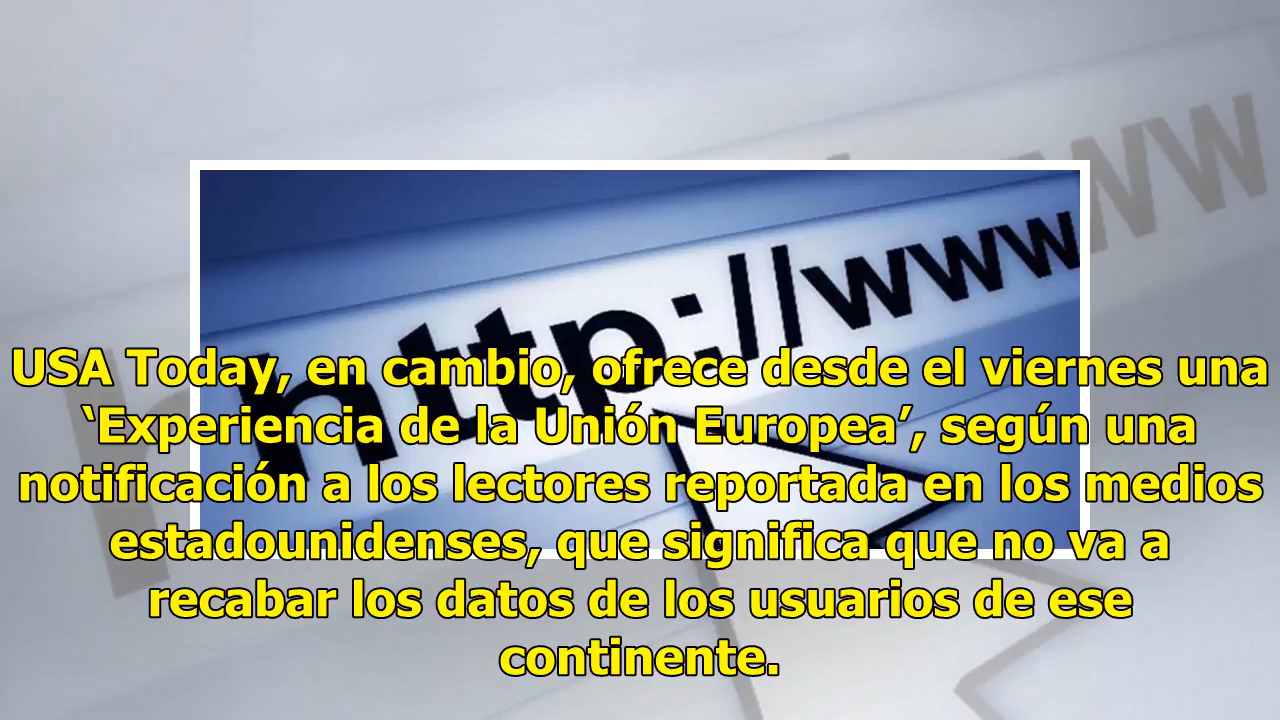 http://www
USA Today, en cambio, ofrece desde el viernes una
‘Experiencia de la Unión Europea’, según una
notificación a los lectores reportada en los medios
estadounidenses, que significa que no va a
recabar los datos de los usuarios de ese
continente.